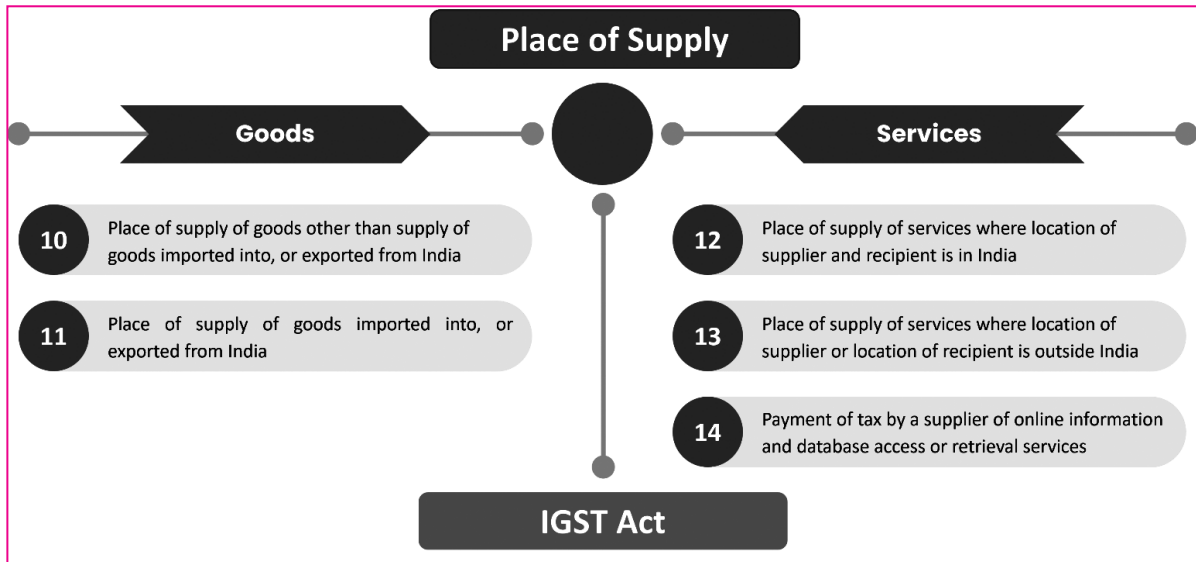 Place of Supply
Goods
10
Place of supply of goods other than supply of
goods imported into, or exported from India
11
Place of supply of goods imported into, or
exported from India
Services
12
Place of supply of services where location of
supplier and recipient is in India
13
Place of supply of services where location of
supplier or location of recipient is outside India
14
Payment of tax by a supplier of online information
and database access or retrieval services
IGST Act